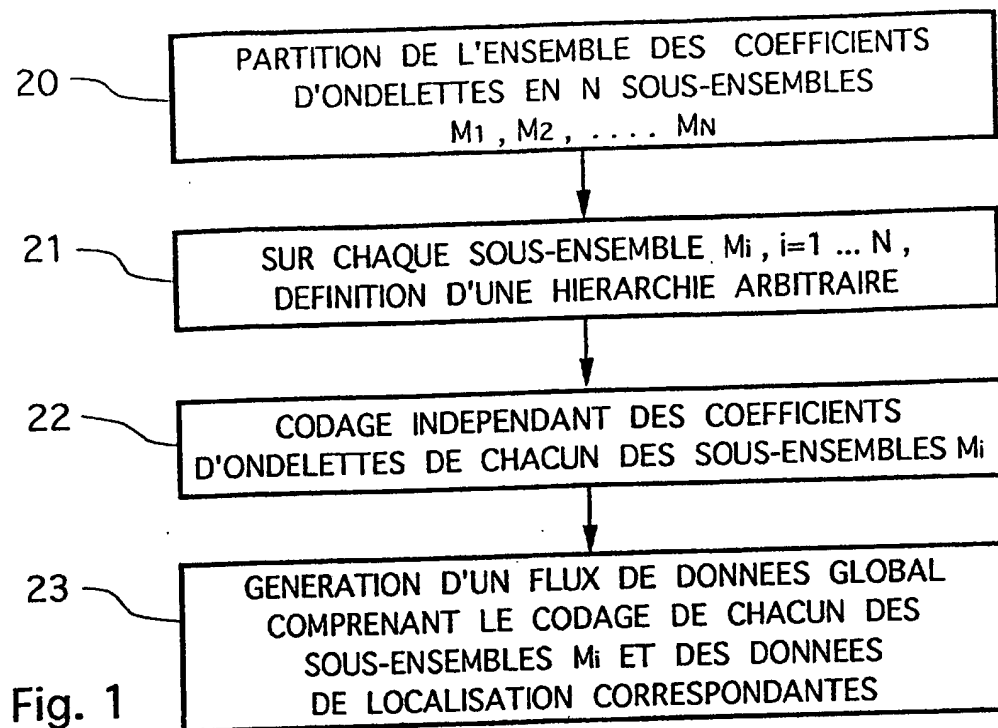 20
PARTITION DE L'ENSEMBLE DES COEFFICIENTS
D'ONDELETTES EN N SOUS-ENSEMBLES
M1 , M2 , .... MN
21
SUR CHAQUE SOUS-ENSEMBLE Mi , i=1 ... N ,
DEFINITION D'UNE HIERARCHIE ARBITRAIRE
22
CODAGE INDEPENDANT DES COEFFICIENTS
D'ONDELETTES DE CHACUN DES SOUS-ENSEMBLES Mi
23
GENERATION D'UN FLUX DE DONNEES GLOBAL
COMPRENANT LE CODAGE DE CHACUN DES
SOUS-ENSEMBLES Mi ET DES DONNEES
DE LOCALISATION CORRESPONDANTES
Fig. 1